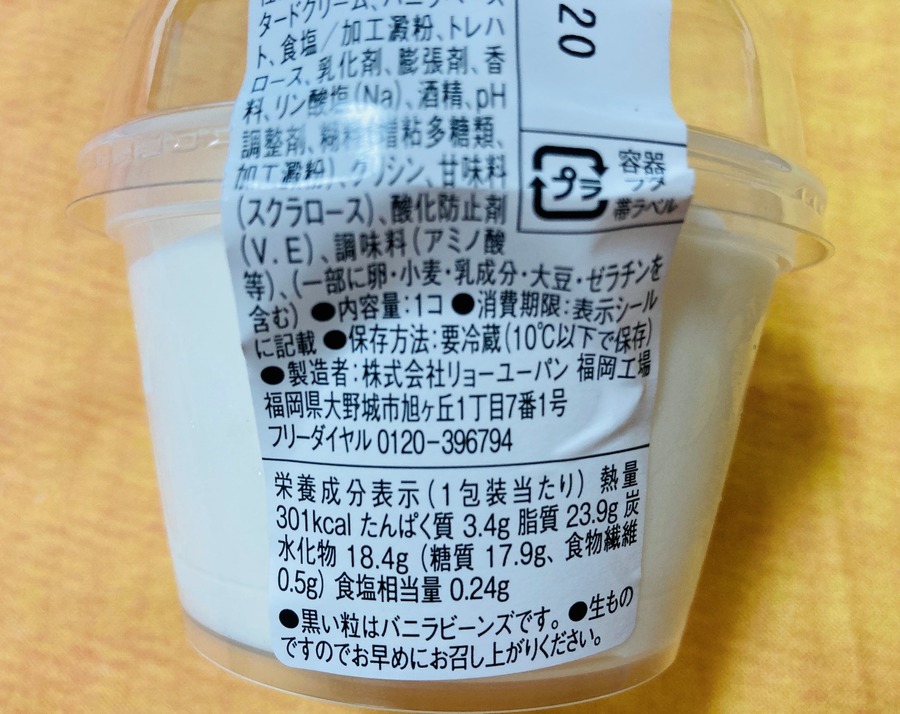 タードクリーム、バニラペース
ト、食塩/加工澱粉、トレハ
ロース、乳化剤、膨張剤、香
料、リン酸塩(Na)、酒精、pH
調整剤、糊料(増粘多糖類、
加工澱粉)、グリシン、甘味料
(スクラロース)、酸化防止剤
(V.E)、調味料(アミノ酸
等)、(一部に卵・小麦・乳成分・大豆・ゼラチンを
含む) ●内容量:1コ ●消費期限:表示シール
に記載 ●保存方法:要冷蔵(10℃以下で保存)
●製造者:株式会社リョーユーパン 福岡工場
福岡県大野城市旭ヶ丘1丁目7番1号
フリーダイヤル 0120-396794
20
プラ
容器
フタ
帯ラベル
栄養成分表示(1包装当たり) 熱量
301kcal たんぱく質 3.4g 脂質 23.9g 炭
水化物 18.4g (糖質 17.9g、食物繊維
0.5g) 食塩相当量 0.24g
●黒い粒はバニラビーンズです。●生もの
ですのでお早めにお召し上がりください。